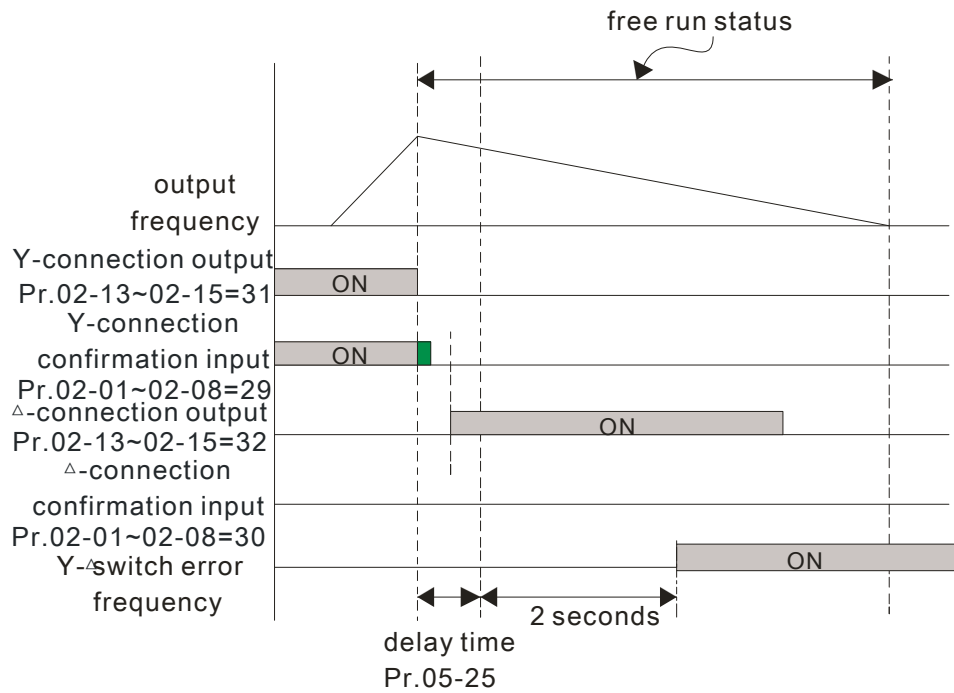 free run status
output
frequency
Y-connection output
ON
Pr.02-13~02-15=31
Y-connection
confirmation input
ON
Pr.02-01~02-08=29
△-connection output
ON
Pr.02-13~02-15=32
△-connection
confirmation input
Pr.02-01~02-08=30
Y-△switch error
ON
frequency
2 seconds
delay time
Pr.05-25